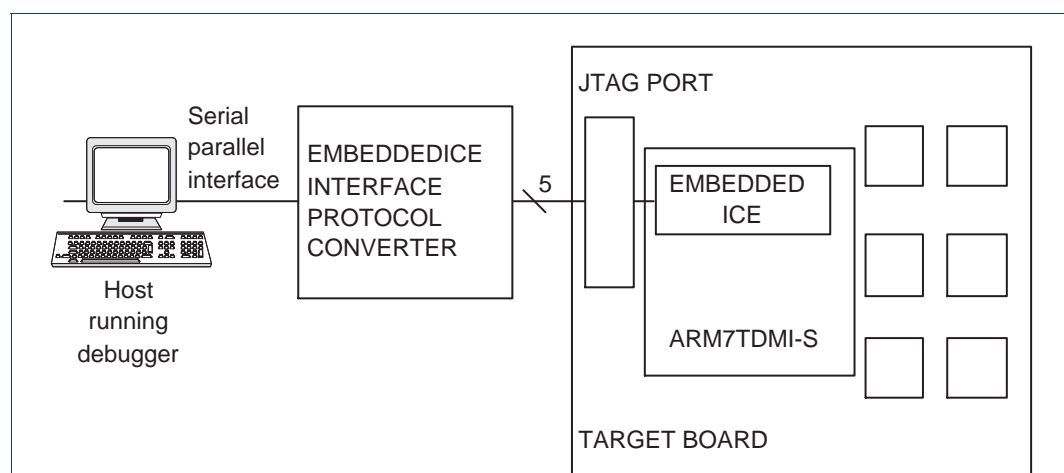 Serial
parallel
interface
Host
running
debugger
EMBEDDEDICE
INTERFACE
PROTOCOL
CONVERTER
5
JTAG PORT
EMBEDDED
ICE
ARM7TDMI-S
TARGET BOARD